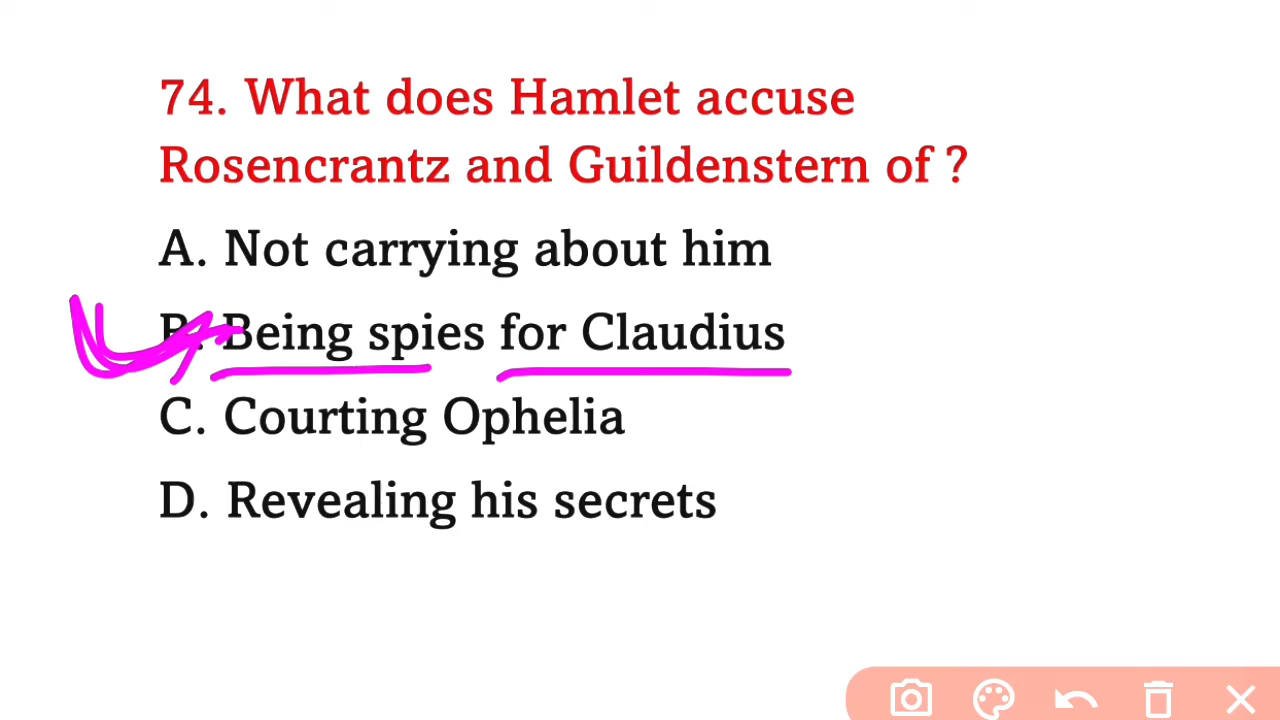 74. What does Hamlet accuse
Rosencrantz and Guildenstern of ?
A. Not carrying about him
B. Being spies for Claudius
C. Courting Ophelia
D. Revealing his secrets